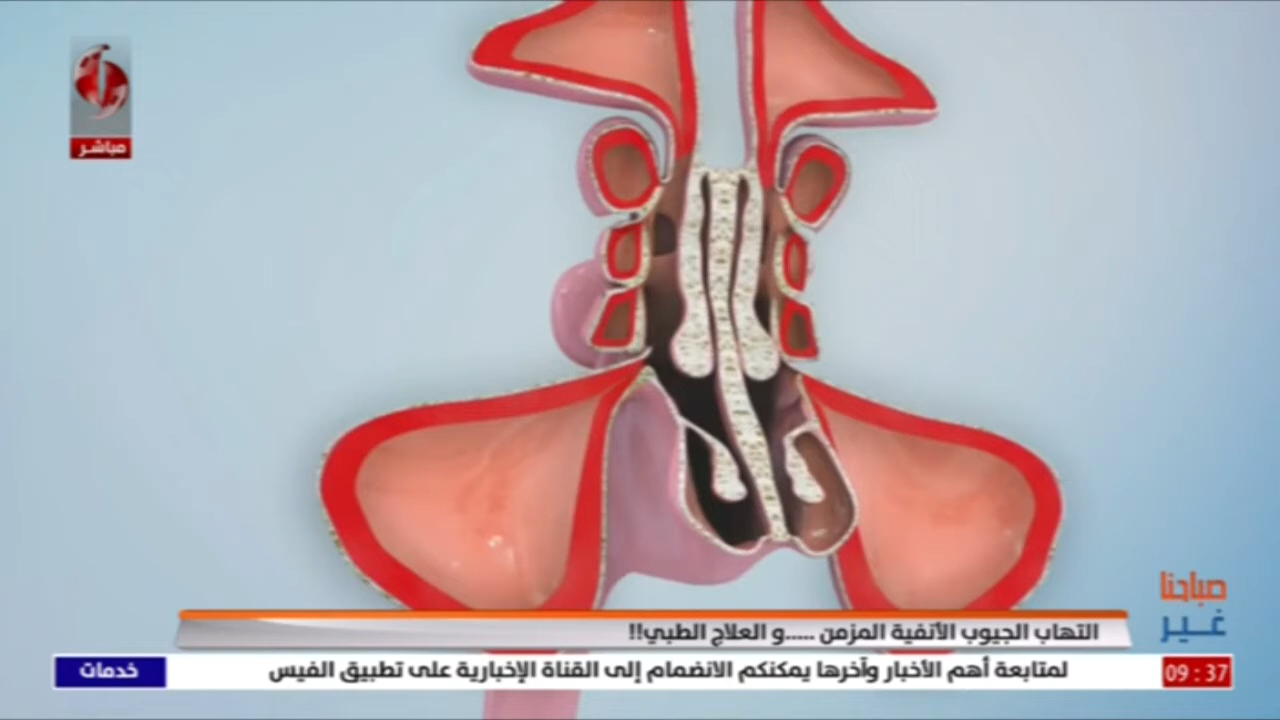 مباشر
صباحنا
غير
التهاب الجيوب الأنفية المزمن .....و العلاج الطبي!!
لمتابعة أهم الأخبار وآخرها يمكنكم الانضمام إلى القناة الإخبارية على تطبيق الفيس
خدمات
09 : 37